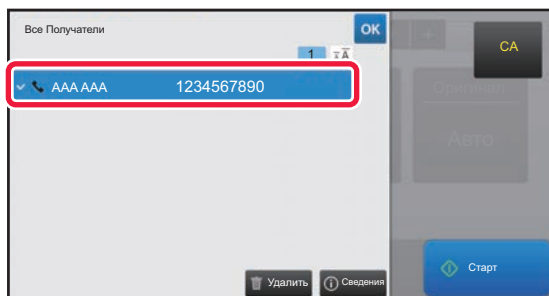 Все Получатели
OK
CA
1
AAA AAA 1234567890
Оригинал
Авто
Удалить
Сведения
Старт